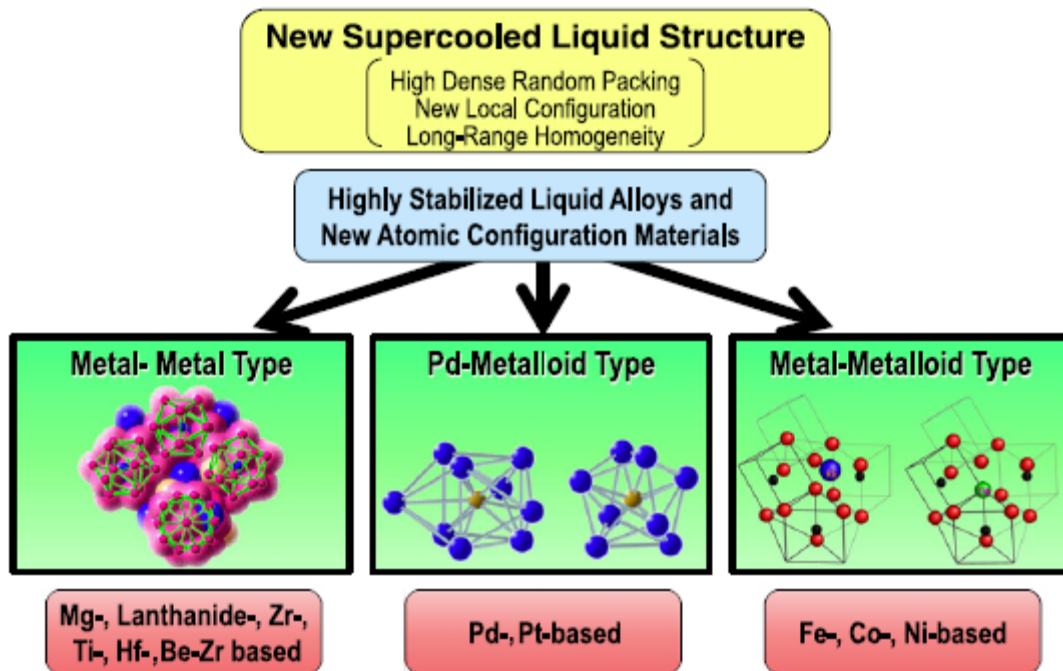 New Supercooled Liquid Structure
High Dense Random Packing
New Local Configuration
Long-Range Homogeneity
Highly Stabilized Liquid Alloys and
New Atomic Configuration Materials
Metal- Metal Type
Pd-Metalloid Type
Metal-Metalloid Type
Mg-, Lanthanide-, Zr-,
Ti-, Hf-,Be-Zr based
Pd-, Pt-based
Fe-, Co-, Ni-based